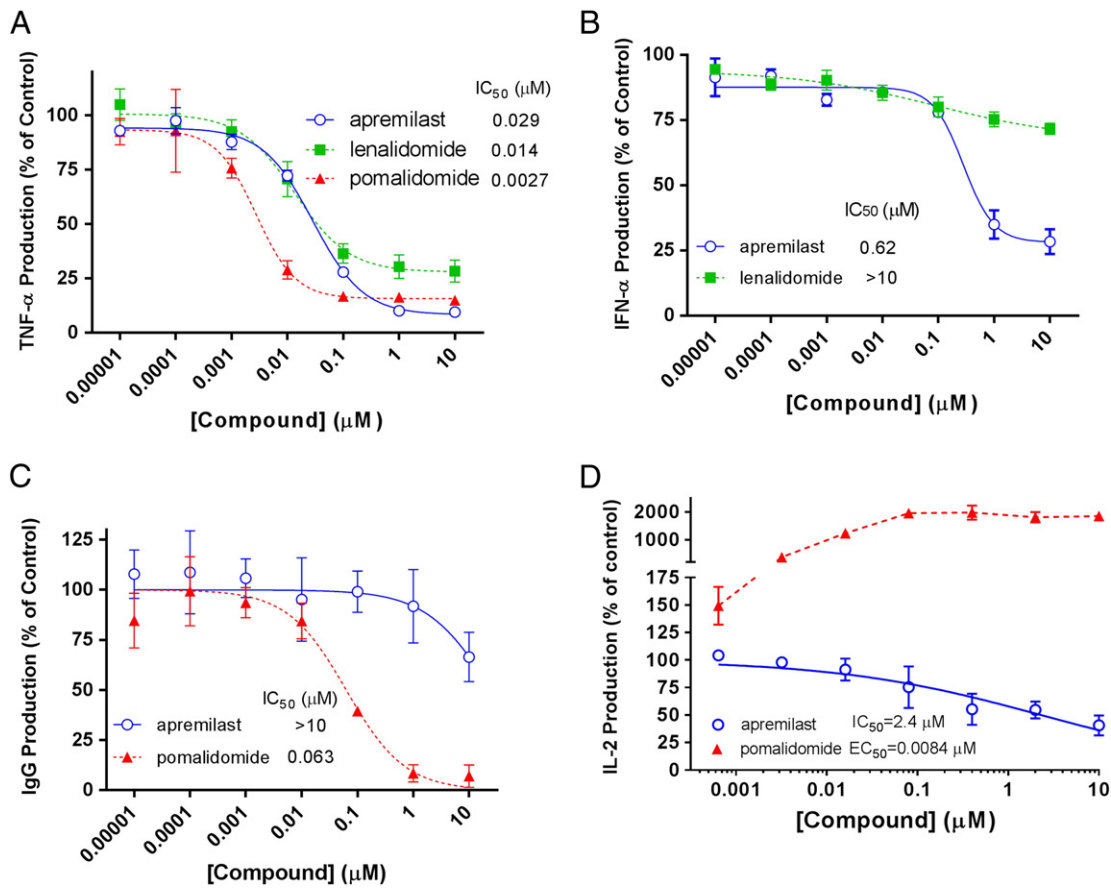 A
TNF-α Production (% of Control)
100
75
50
25
0
IC50 (μM)
apremilast 0.029
lenalidomide 0.014
pomalidomide 0.0027
0.00001 0.0001 0.001 0.01 0.1 1 10
[Compound] (μM)
B
IFN-α Production (% of Control)
100
75
50
25
0
IC50 (μM)
apremilast 0.62
lenalidomide >10
0.00001 0.0001 0.001 0.01 0.1 1 10
[Compound] (μM)
C
IgG Production (% of Control)
125
100
75
50
25
0
IC50 (μM)
apremilast >10
pomalidomide 0.063
0.00001 0.0001 0.001 0.01 0.1 1 10
[Compound] (μM)
D
IL-2 Production (% of control)
2000
1000
175
150
125
100
75
50
25
0
apremilast IC50=2.4 μM
pomalidomide EC50=0.0084 μM
0.001 0.01 0.1 1 10
[Compound] (μM)